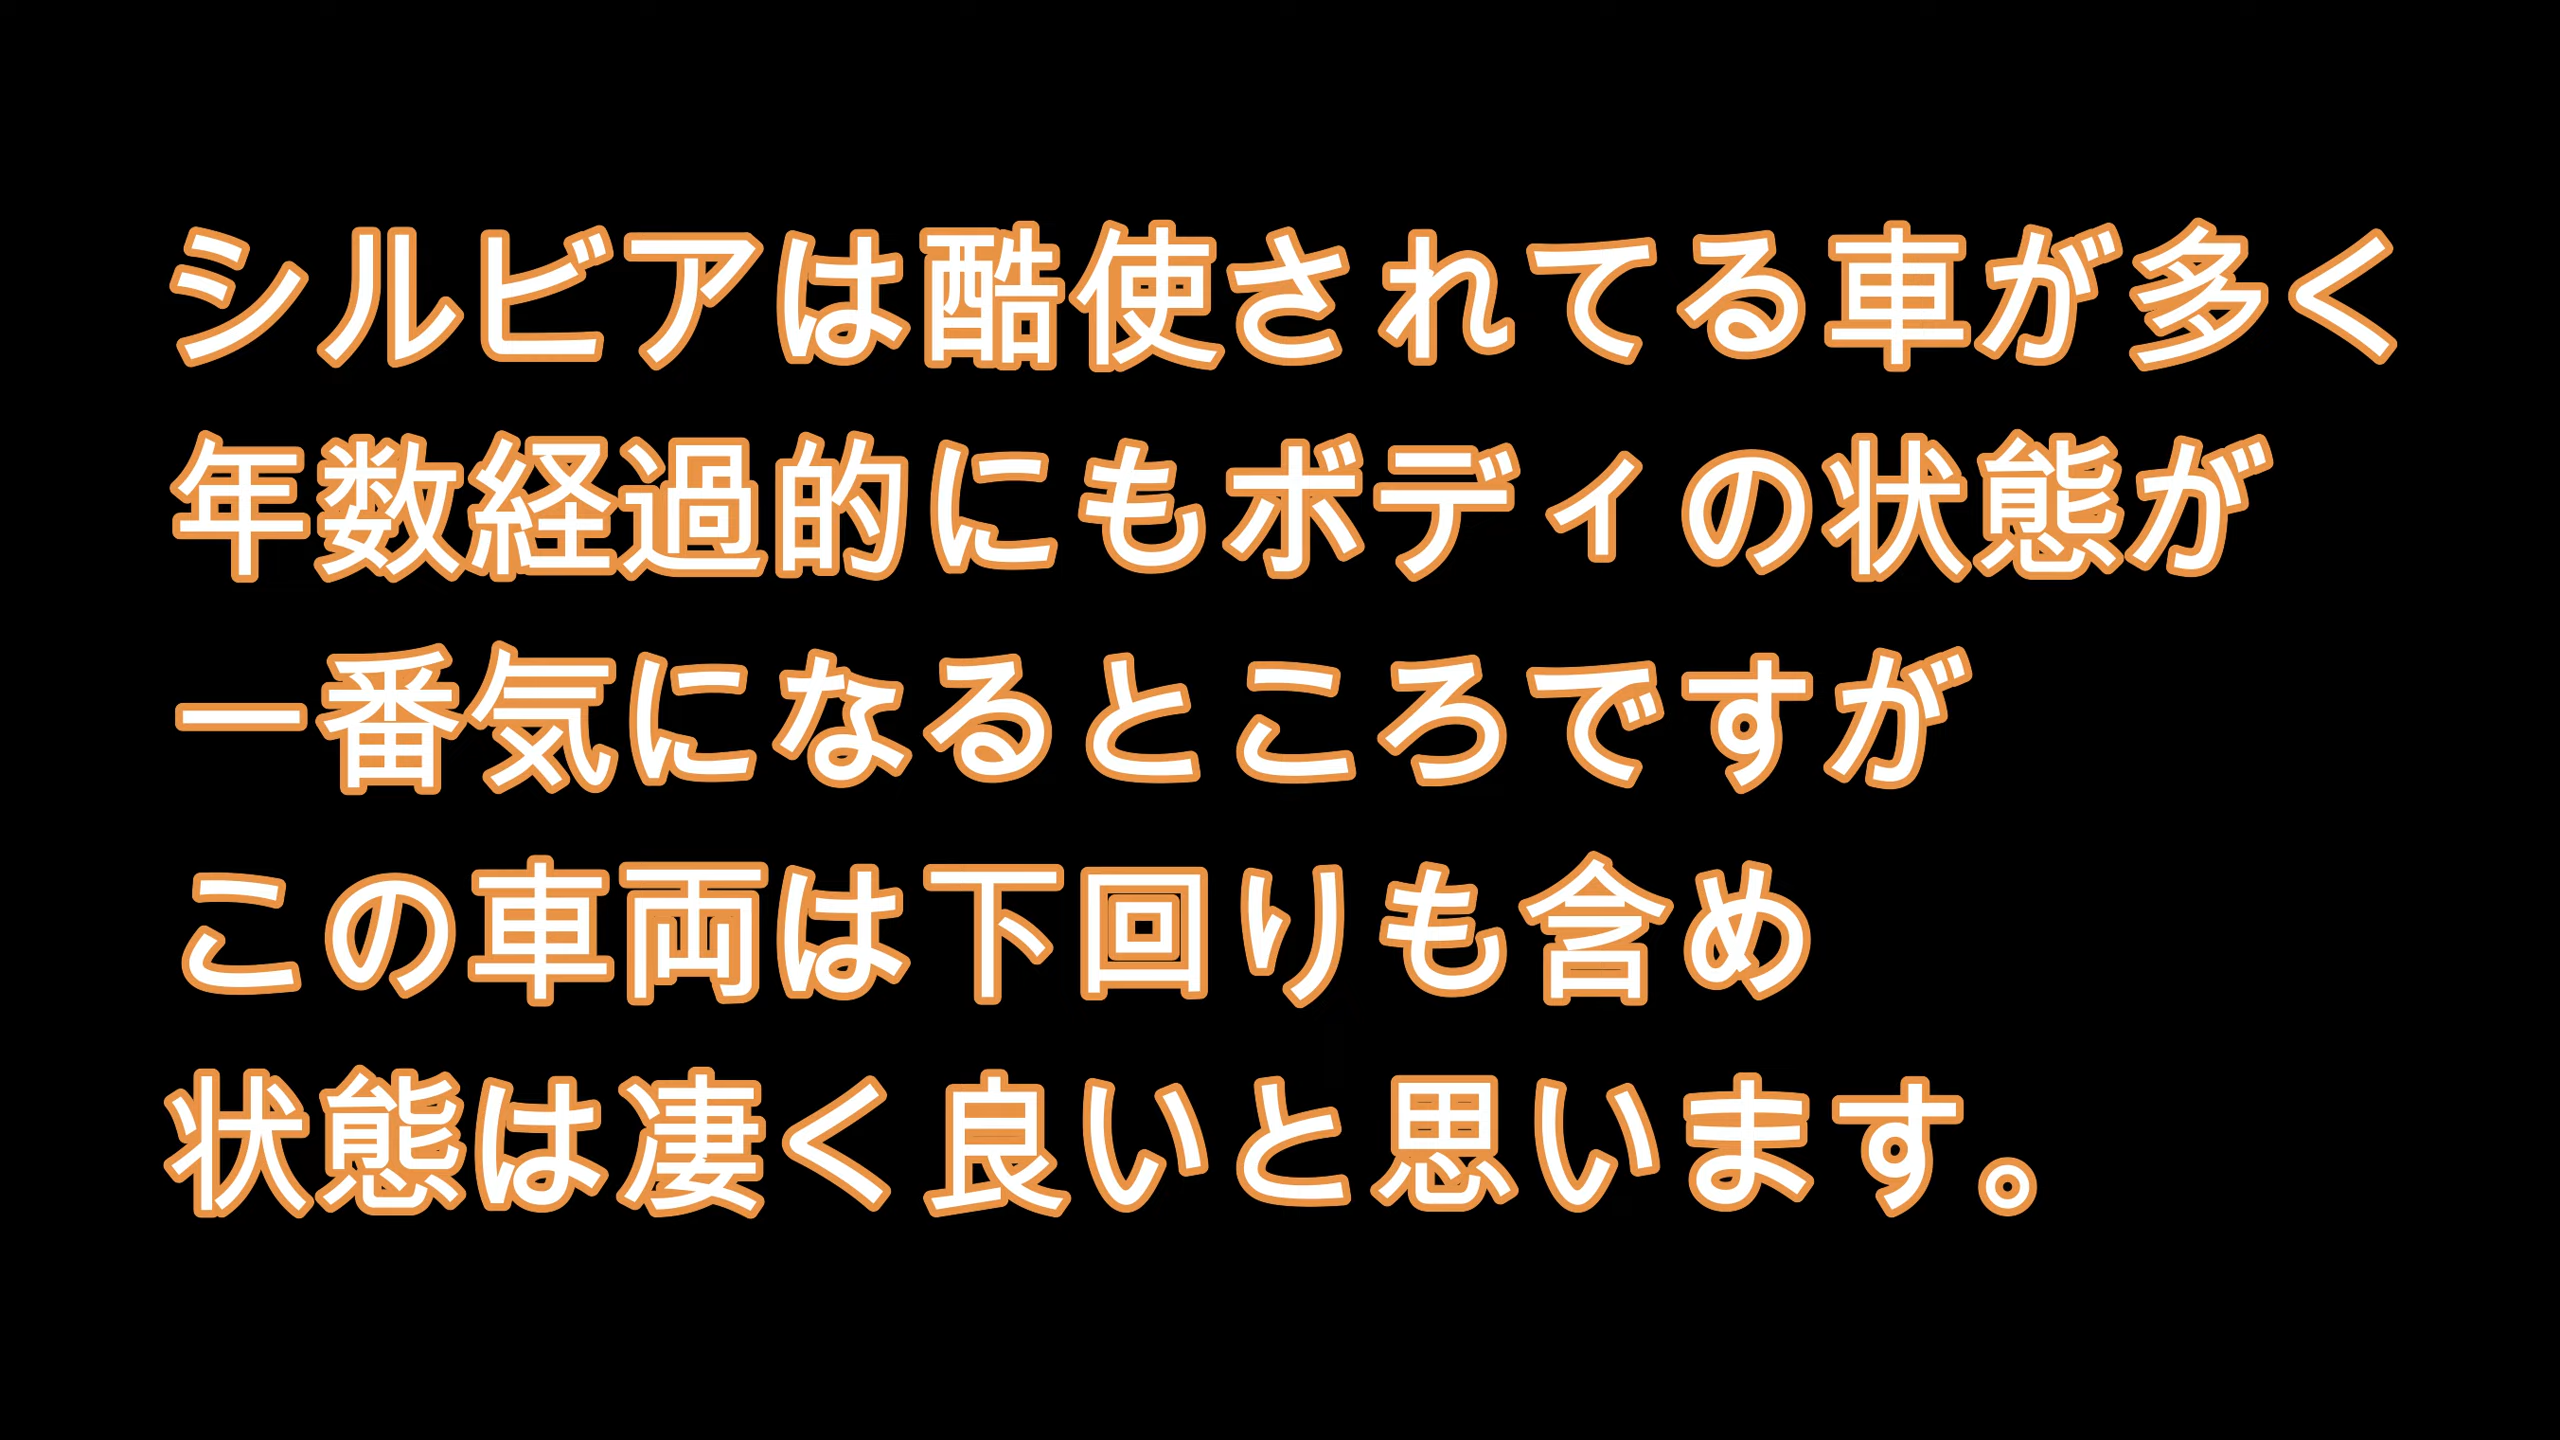 シルビアは酷使されてる車が多く
年数経過的にもボディの状態が
一番気になるところですが
この車両は下回りも含め
状態は凄く良いと思います。